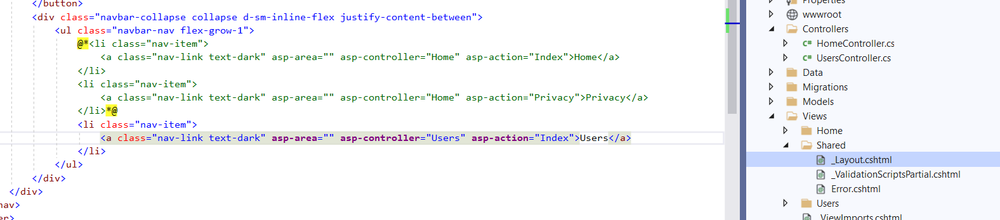 </button>
<div class="navbar-collapse collapse d-sm-inline-flex justify-content-between">
<ul class="navbar-nav flex-grow-1">
@*<li class="nav-item">
<a class="nav-link text-dark" asp-area="" asp-controller="Home" asp-action="Index">Home</a>
</li>
<li class="nav-item">
<a class="nav-link text-dark" asp-area="" asp-controller="Home" asp-action="Privacy">Privacy</a>
</li>*@
<li class="nav-item">
<a class="nav-link text-dark" asp-area="" asp-controller="Users" asp-action="Index">Users</a>
</li>
</ul>
</div>
</div>
nav>
er>
Properties
wwwroot
Controllers
C# HomeController.cs
C# UsersController.cs
Data
Migrations
Models
Views
Home
Shared
_Layout.cshtml
_ValidationScriptsPartial.cshtml
Error.cshtml
Users
_ViewImports.cshtml